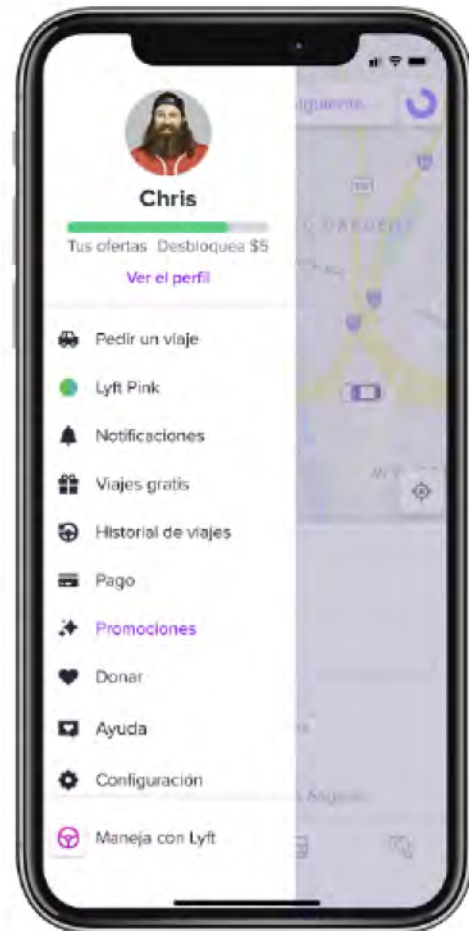 Chris
Tus ofertas Desbloquea $5
Ver el perfil
Pedir un viaje
Lyft Pink
Notificaciones
Viajes gratis
Historial de viajes
Pago
Promociones
Donar
Ayuda
Configuración
Maneja con Lyft